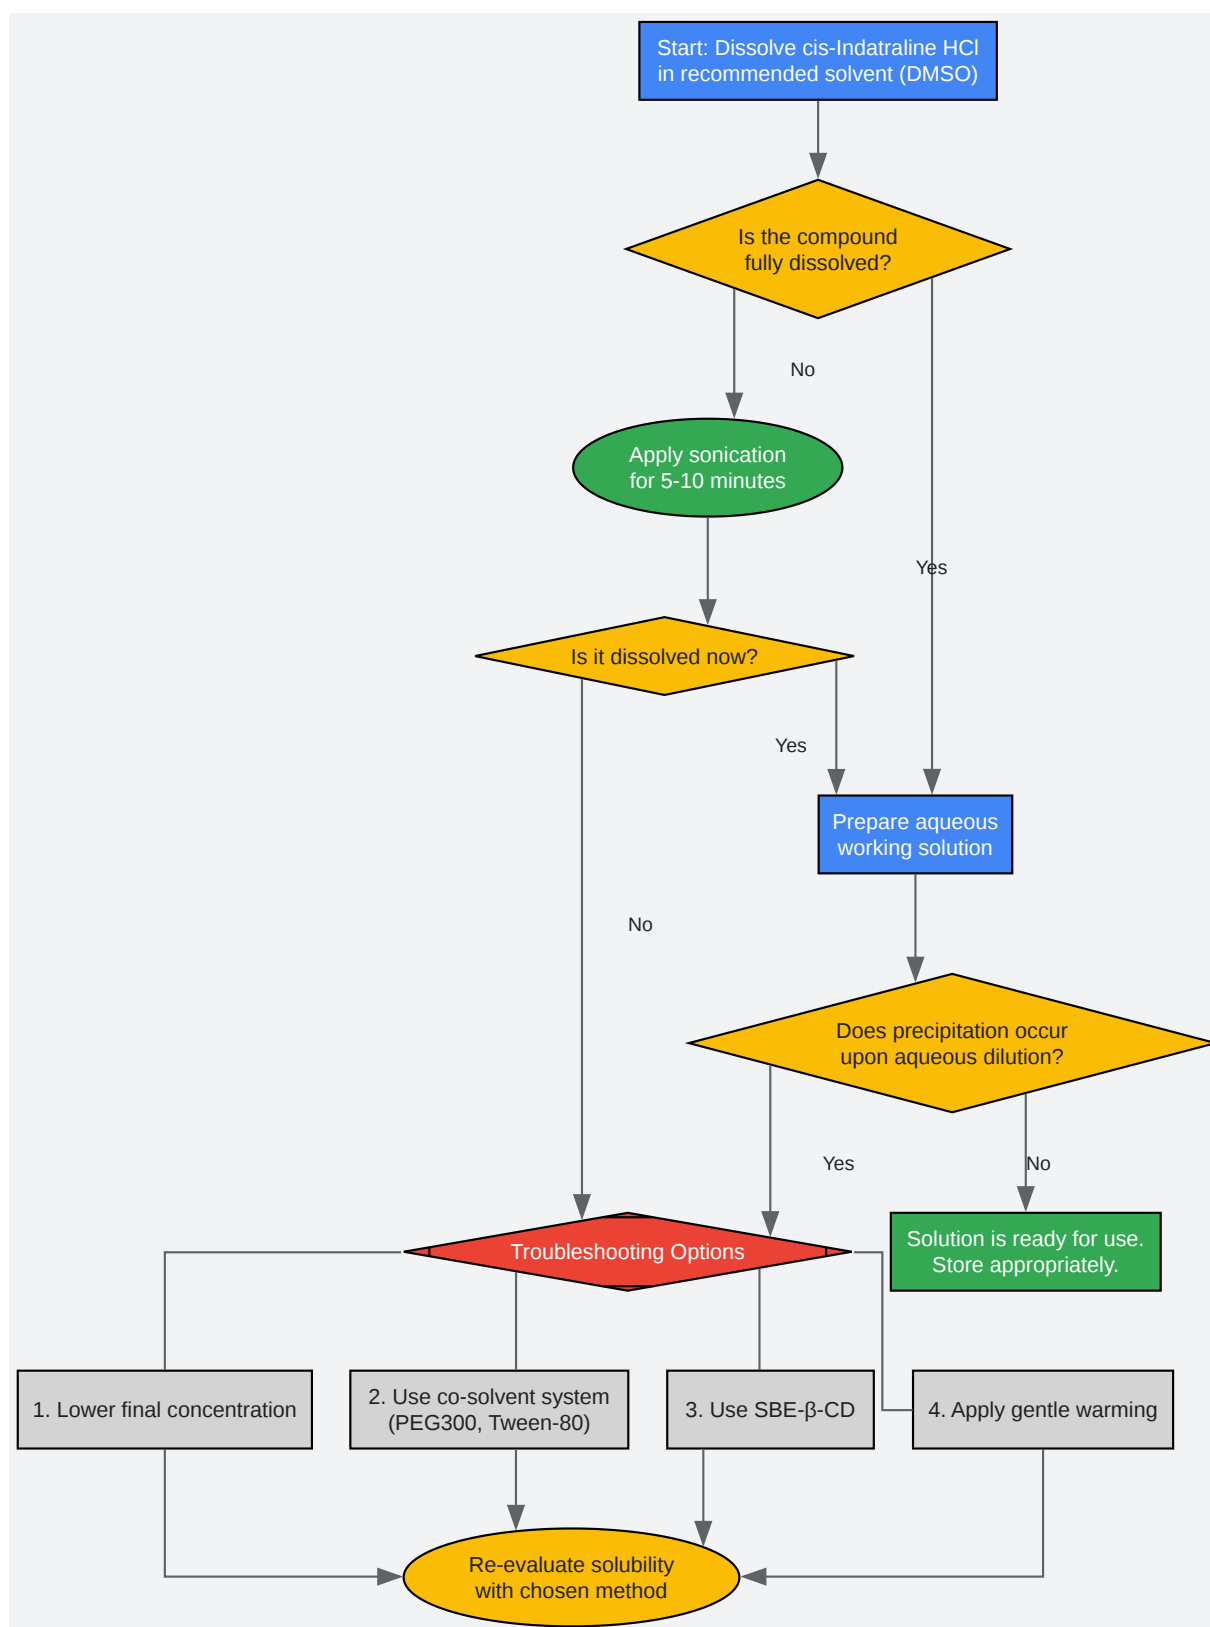 Start: Dissolve cis-Indatraline HCl
in recommended solvent (DMSO)
Is the compound
fully dissolved?
No
Apply sonication
for 5-10 minutes
Yes
Is it dissolved now?
Yes
Prepare aqueous
working solution
No
Does precipitation occur
upon aqueous dilution?
Yes
No
Troubleshooting Options
Solution is ready for use.
Store appropriately.
1. Lower final concentration
2. Use co-solvent system
(PEG300, Tween-80)
3. Use SBE-β-CD
4. Apply gentle warming
Re-evaluate solubility
with chosen method